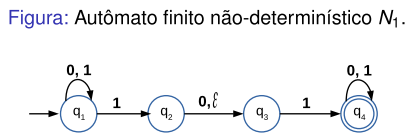 Figura: Autômato finito não-determinístico N₁.
0, 1
0, 1
q₁
1
q₂
0,ℰ
q₃
1
q₄